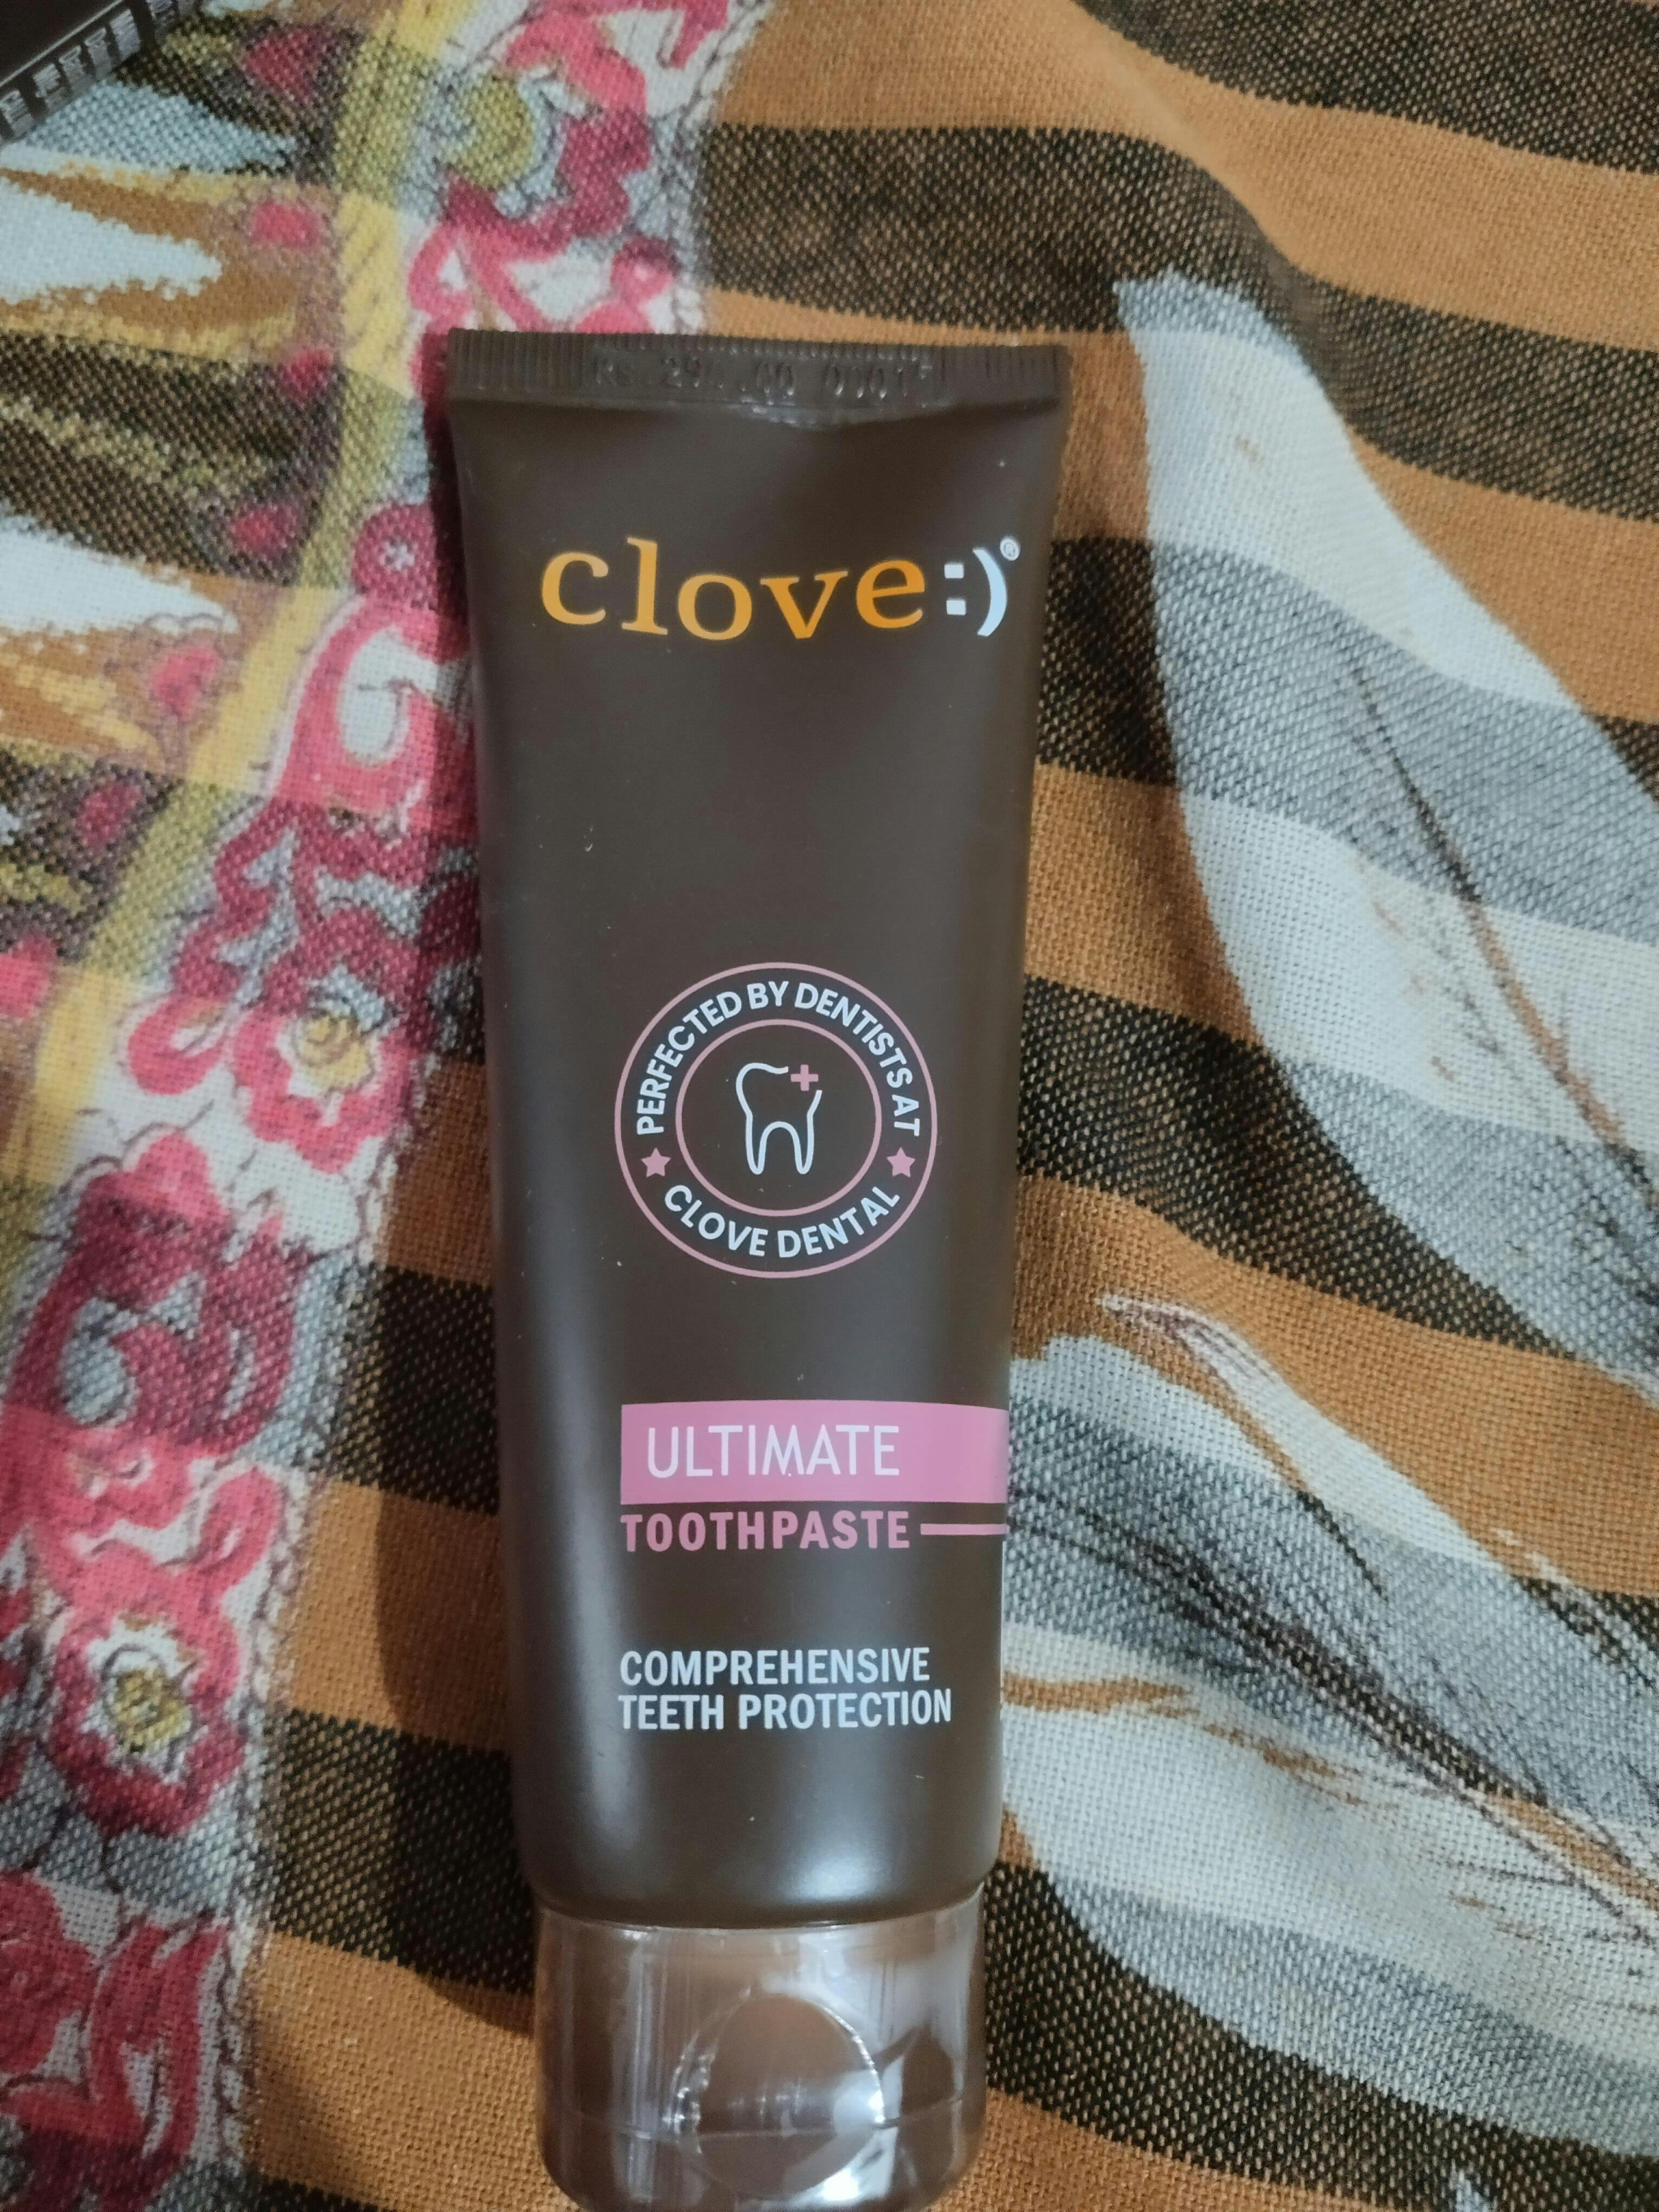 clove:)®
PERFECTED BY DENTISTS AT
CLOVE DENTAL
ULTIMATE
TOOTHPASTE
COMPREHENSIVE
TEETH PROTECTION